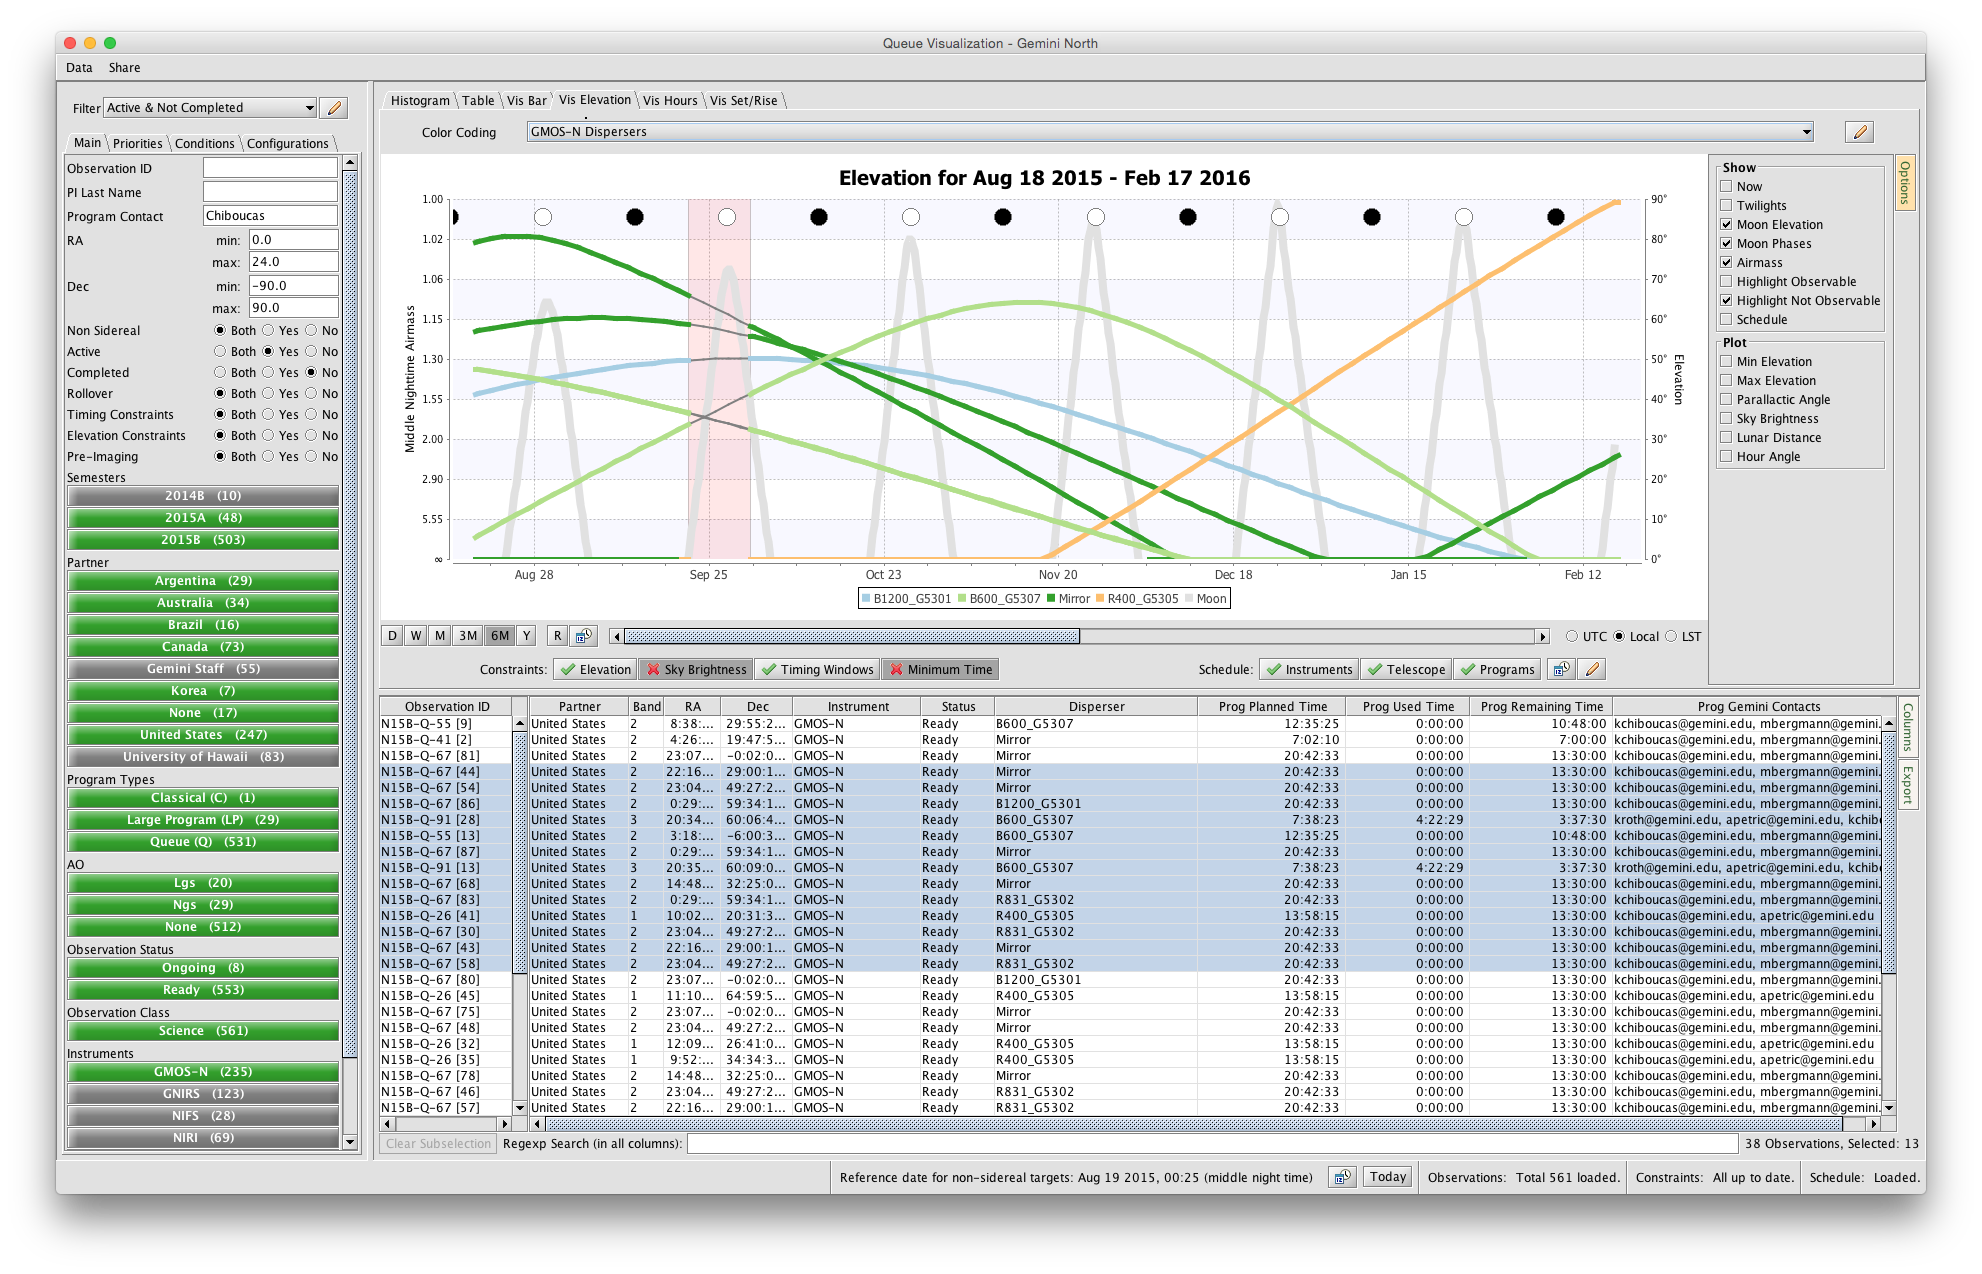 Queue Visualization - Gemini North
Data Share
Filter Active & Not Completed
Main Priorities Conditions Configurations
Observation ID
PI Last Name
Program Contact Chiboucas
RA min: 0.0
max: 24.0
Dec min: -90.0
max: 90.0
Non Sidereal Both Yes No
Active Both Yes No
Completed Both Yes No
Rollover Both Yes No
Timing Constraints Both Yes No
Elevation Constraints Both Yes No
Pre-Imaging Both Yes No
Semesters
2014B (10)
2015A (48)
2015B (503)
Partner
Argentina (29)
Australia (34)
Brazil (16)
Canada (73)
Gemini Staff (55)
Korea (7)
None (17)
United States (247)
University of Hawaii (83)
Program Types
Classical (C) (1)
Large Program (LP) (29)
Queue (Q) (531)
AO
Lgs (20)
Ngs (29)
None (512)
Observation Status
Ongoing (8)
Ready (553)
Observation Class
Science (561)
Instruments
GMOS-N (235)
GNIRS (123)
NIFS (28)
NIRI (69)
Histogram Table Vis Bar Vis Elevation Vis Hours Vis Set/Rise
Color Coding GMOS-N Dispersers
Elevation for Aug 18 2015 - Feb 17 2016
Middle Nighttime Airmass
1.00
1.02
1.06
1.15
1.30
1.55
2.00
2.90
5.55
∞
90°
80°
70°
60°
50°
40°
30°
20°
10°
0°
Elevation
Aug 28 Sep 25 Oct 23 Nov 20 Dec 18 Jan 15 Feb 12
B1200_G5301 B600_G5307 Mirror R400_G5305 Moon
Options
Show
Now
Twilights
Moon Elevation
Moon Phases
Airmass
Highlight Observable
Highlight Not Observable
Schedule
Plot
Min Elevation
Max Elevation
Parallactic Angle
Sky Brightness
Lunar Distance
Hour Angle
D W M 3M 6M Y R UTC Local LST
Constraints: Elevation Sky Brightness Timing Windows Minimum Time Schedule: Instruments Telescope Programs
Observation ID Partner Band RA Dec Instrument Status Disperser Prog Planned Time Prog Used Time Prog Remaining Time Prog Gemini Contacts
N15B-Q-55 [9] United States 2 8:38:... 29:55:2... GMOS-N Ready B600_G5307 12:35:25 0:00:00 10:48:00 kchiboucas@gemini.edu, mbergmann@gemini.
N15B-Q-41 [2] United States 2 4:26:... 19:47:5... GMOS-N Ready Mirror 7:02:10 0:00:00 7:00:00 kchiboucas@gemini.edu, mbergmann@gemini.
N15B-Q-67 [81] United States 2 23:07... -0:02:0... GMOS-N Ready Mirror 20:42:33 0:00:00 13:30:00 kchiboucas@gemini.edu, mbergmann@gemini.
N15B-Q-67 [44] United States 2 22:16... 29:00:1... GMOS-N Ready Mirror 20:42:33 0:00:00 13:30:00 kchiboucas@gemini.edu, mbergmann@gemini.
N15B-Q-67 [54] United States 2 23:04... 49:27:2... GMOS-N Ready Mirror 20:42:33 0:00:00 13:30:00 kchiboucas@gemini.edu, mbergmann@gemini.
N15B-Q-67 [86] United States 2 0:29:... 59:34:1... GMOS-N Ready B1200_G5301 20:42:33 0:00:00 13:30:00 kchiboucas@gemini.edu, mbergmann@gemini.
N15B-Q-91 [28] United States 3 20:34... 60:06:4... GMOS-N Ready B600_G5307 7:38:23 4:22:29 3:37:30 kroth@gemini.edu, apetric@gemini.edu, kchib
N15B-Q-55 [13] United States 2 3:18:... -6:00:3... GMOS-N Ready B600_G5307 12:35:25 0:00:00 10:48:00 kchiboucas@gemini.edu, mbergmann@gemini.
N15B-Q-67 [87] United States 2 0:29:... 59:34:1... GMOS-N Ready Mirror 20:42:33 0:00:00 13:30:00 kchiboucas@gemini.edu, mbergmann@gemini.
N15B-Q-91 [13] United States 3 20:35... 60:09:0... GMOS-N Ready B600_G5307 7:38:23 4:22:29 3:37:30 kroth@gemini.edu, apetric@gemini.edu, kchib
N15B-Q-67 [68] United States 2 14:48... 32:25:0... GMOS-N Ready Mirror 20:42:33 0:00:00 13:30:00 kchiboucas@gemini.edu, mbergmann@gemini.
N15B-Q-67 [83] United States 2 0:29:... 59:34:1... GMOS-N Ready R831_G5302 20:42:33 0:00:00 13:30:00 kchiboucas@gemini.edu, mbergmann@gemini.
N15B-Q-26 [41] United States 1 10:02... 20:31:3... GMOS-N Ready R400_G5305 13:58:15 0:00:00 13:30:00 kchiboucas@gemini.edu, apetric@gemini.edu
N15B-Q-67 [30] United States 2 23:04... 49:27:2... GMOS-N Ready R831_G5302 20:42:33 0:00:00 13:30:00 kchiboucas@gemini.edu, mbergmann@gemini.
N15B-Q-67 [43] United States 2 22:16... 29:00:1... GMOS-N Ready Mirror 20:42:33 0:00:00 13:30:00 kchiboucas@gemini.edu, mbergmann@gemini.
N15B-Q-67 [58] United States 2 23:04... 49:27:2... GMOS-N Ready R831_G5302 20:42:33 0:00:00 13:30:00 kchiboucas@gemini.edu, mbergmann@gemini.
N15B-Q-67 [80] United States 2 23:07... -0:02:0... GMOS-N Ready B1200_G5301 20:42:33 0:00:00 13:30:00 kchiboucas@gemini.edu, mbergmann@gemini.
N15B-Q-26 [45] United States 1 11:10... 64:59:5... GMOS-N Ready R400_G5305 13:58:15 0:00:00 13:30:00 kchiboucas@gemini.edu, apetric@gemini.edu
N15B-Q-67 [75] United States 2 23:07... -0:02:0... GMOS-N Ready Mirror 20:42:33 0:00:00 13:30:00 kchiboucas@gemini.edu, mbergmann@gemini.
N15B-Q-67 [48] United States 2 23:04... 49:27:2... GMOS-N Ready Mirror 20:42:33 0:00:00 13:30:00 kchiboucas@gemini.edu, mbergmann@gemini.
N15B-Q-26 [32] United States 1 12:09... 26:41:0... GMOS-N Ready R400_G5305 13:58:15 0:00:00 13:30:00 kchiboucas@gemini.edu, apetric@gemini.edu
N15B-Q-26 [35] United States 1 9:52:... 34:34:3... GMOS-N Ready R400_G5305 13:58:15 0:00:00 13:30:00 kchiboucas@gemini.edu, apetric@gemini.edu
N15B-Q-67 [78] United States 2 14:48... 32:25:0... GMOS-N Ready Mirror 20:42:33 0:00:00 13:30:00 kchiboucas@gemini.edu, mbergmann@gemini.
N15B-Q-67 [46] United States 2 23:04... 49:27:2... GMOS-N Ready R831_G5302 20:42:33 0:00:00 13:30:00 kchiboucas@gemini.edu, mbergmann@gemini.
N15B-Q-67 [57] United States 2 22:16... 29:00:1... GMOS-N Ready R831_G5302 20:42:33 0:00:00 13:30:00 kchiboucas@gemini.edu, mbergmann@gemini.
Columns
Export
Clear Subselection Regexp Search (in all columns): 38 Observations, Selected: 13
Reference date for non-sidereal targets: Aug 19 2015, 00:25 (middle night time) Today Observations: Total 561 loaded. Constraints: All up to date. Schedule: Loaded.